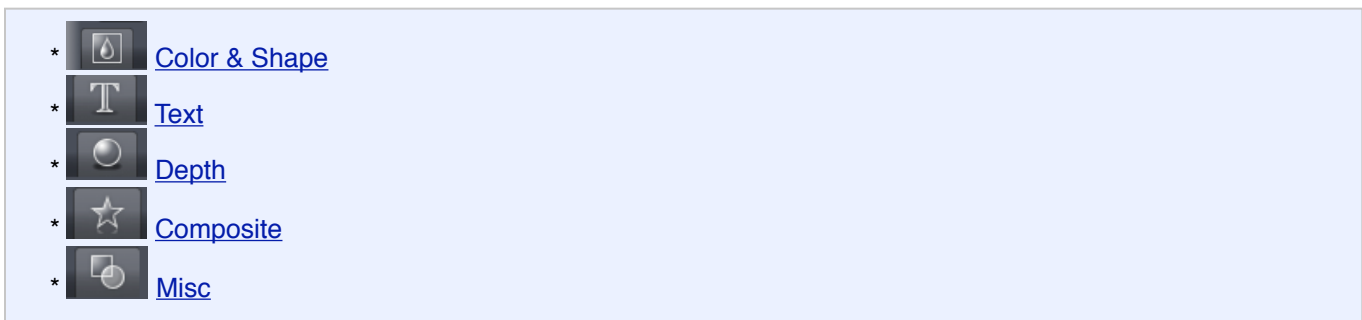 * Color & Shape
* Text
* Depth
* Composite
* Misc